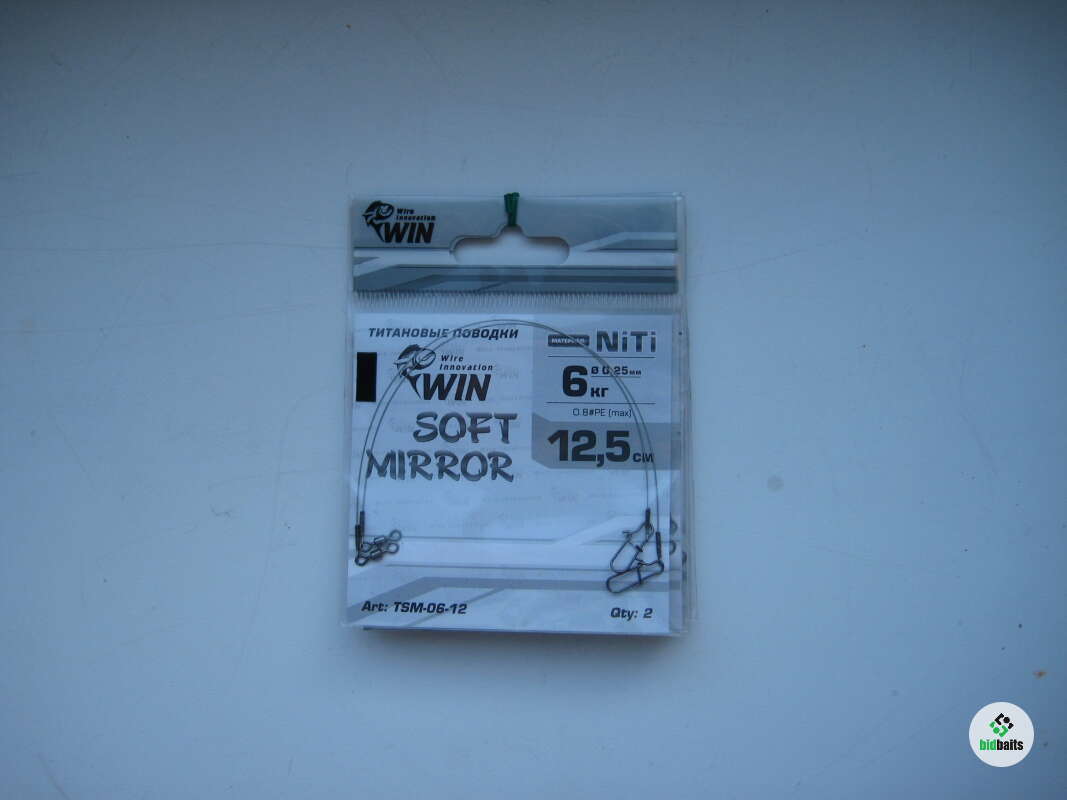 Wire
Innovation
WIN
ТИТАНОВЫЕ ПОВОДКИ
Wire
Innovation
WIN
SOFT
MIRROR
МАТЕРИАЛ NiTi
6 кг
ø 0,25 мм
0.8#PE (max)
12,5 см
Art: TSM-06-12
Qty: 2
bidbaits